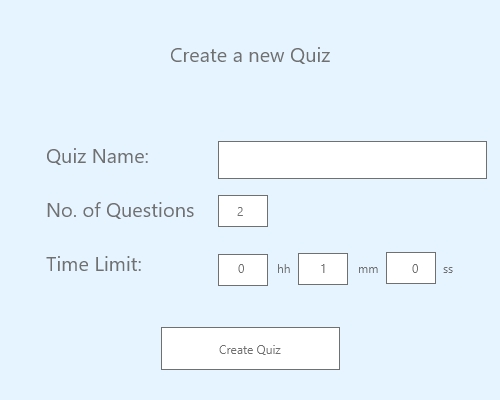 Create a new Quiz
Quiz Name:
No. of Questions 2
Time Limit: 0 hh 1 mm 0 ss
Create Quiz